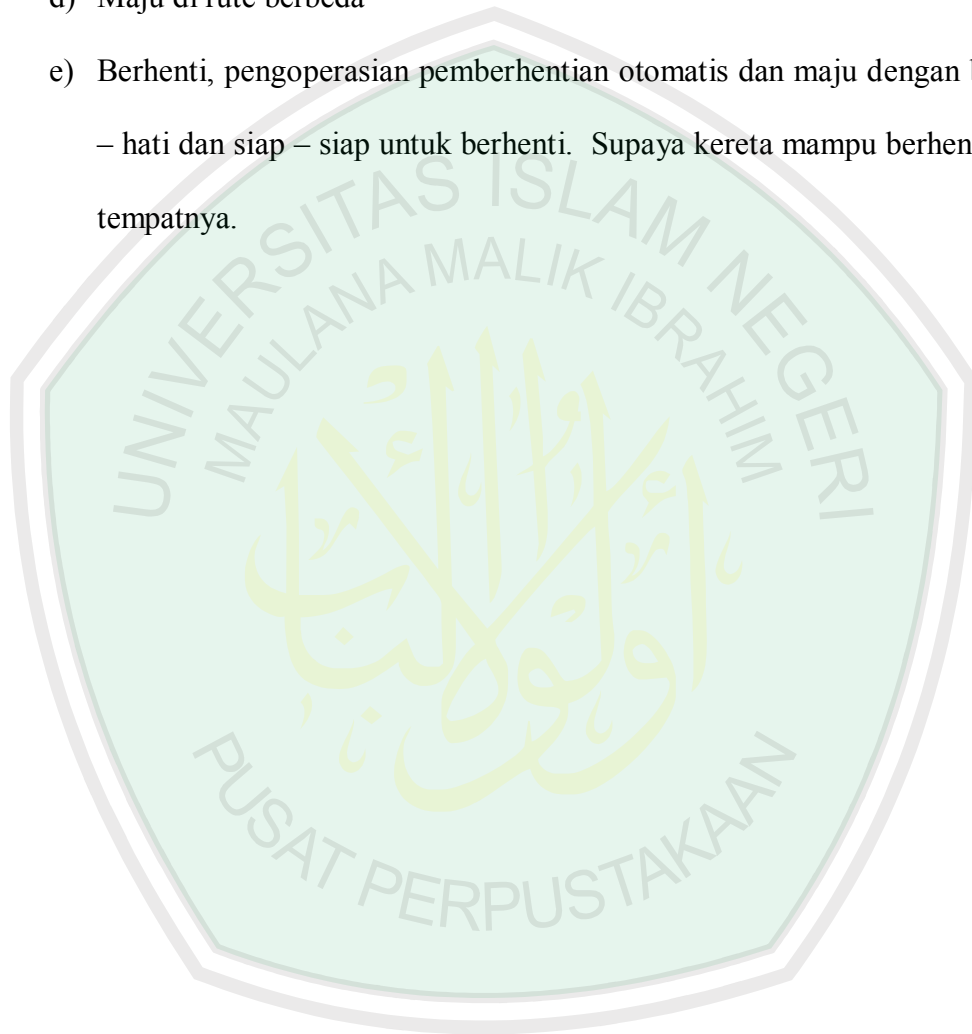 d) Maju di rute berbeda
e) Berhenti, pengoperasian pemberhentian otomatis dan maju dengan
– hati dan siap – siap untuk berhenti. Supaya kereta mampu
tempatnya.
UNIVERSITAS ISLAM NEGERI
MAULANA MALIK IBRAHIM
PUSAT PERPUSTAKAAN